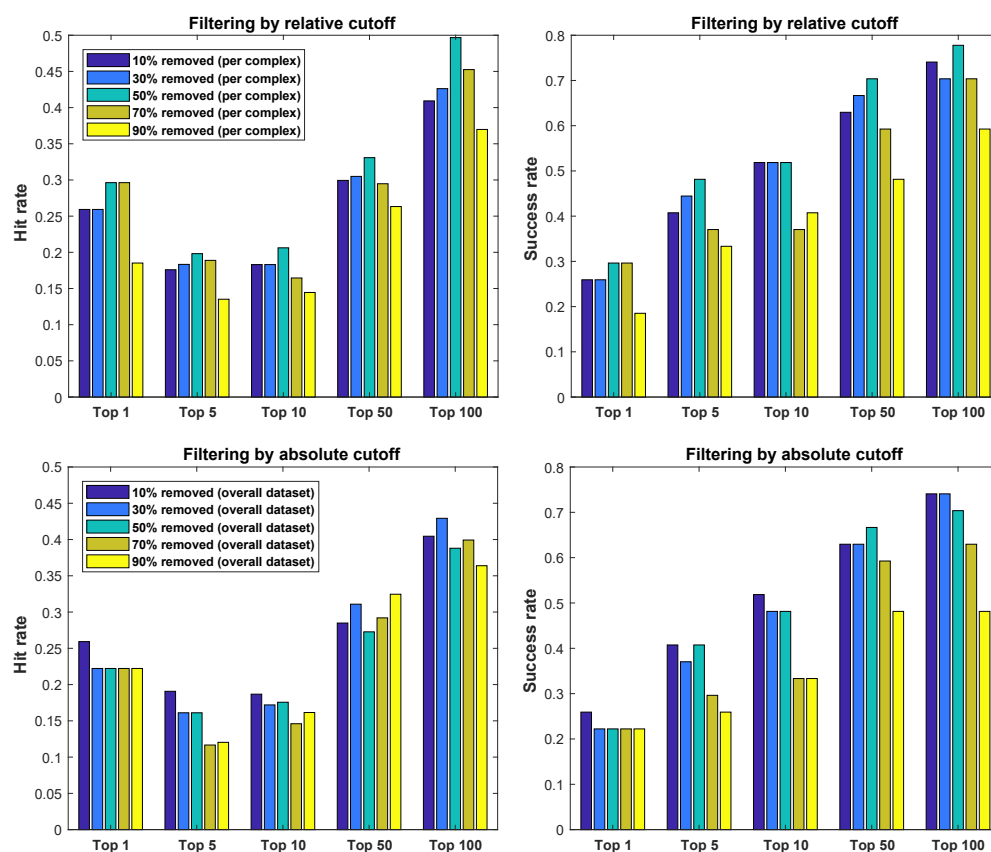 Filtering by relative cutoff
Hit rate
0.5
0.45
0.4
0.35
0.3
0.25
0.2
0.15
0.1
0.05
0
10% removed (per complex)
30% removed (per complex)
50% removed (per complex)
70% removed (per complex)
90% removed (per complex)
Top 1 Top 5 Top 10 Top 50 Top 100
Filtering by relative cutoff
Success rate
0.8
0.7
0.6
0.5
0.4
0.3
0.2
0.1
0
Top 1 Top 5 Top 10 Top 50 Top 100
Filtering by absolute cutoff
Hit rate
0.5
0.45
0.4
0.35
0.3
0.25
0.2
0.15
0.1
0.05
0
10% removed (overall dataset)
30% removed (overall dataset)
50% removed (overall dataset)
70% removed (overall dataset)
90% removed (overall dataset)
Top 1 Top 5 Top 10 Top 50 Top 100
Filtering by absolute cutoff
Success rate
0.8
0.7
0.6
0.5
0.4
0.3
0.2
0.1
0
Top 1 Top 5 Top 10 Top 50 Top 100